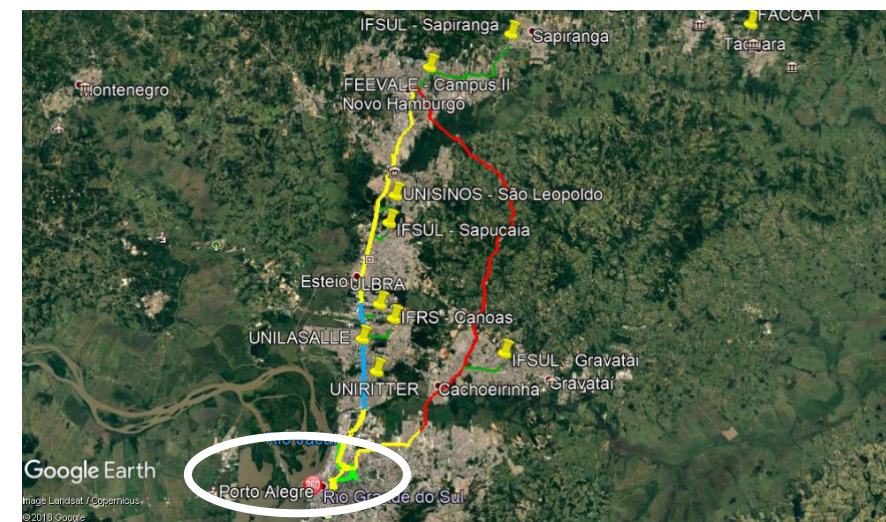 FACCAT
IFSUL - Sapiranga
Sapiranga
Taquara
Montenegro
FEEVALE - Campus II
Novo Hamburgo
UNISINOS - São Leopoldo
IFSUL - Sapucaia
Esteio
ULBRA
IFRS - Canoas
UNILASALLE
IFSUL - Gravataí
UNIRITTER
Cachoeirinha
Gravataí
Google Earth
Porto Alegre
Rio Grande do Sul
Image Landsat / Copernicus
© 2018 Google